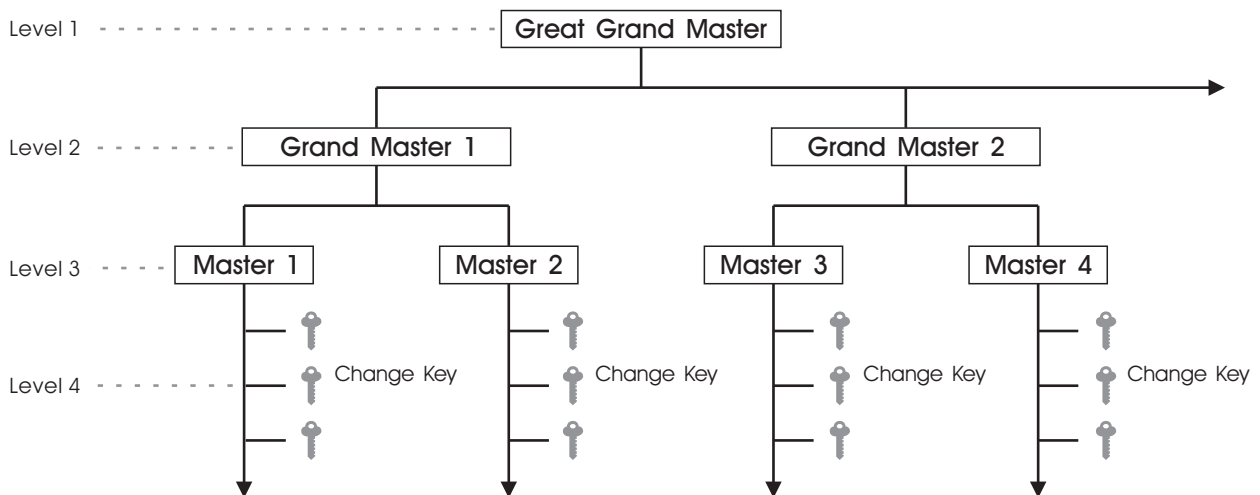 Level 1
Great Grand Master
Level 2
Grand Master 1
Grand Master 2
Level 3
Master 1
Master 2
Master 3
Master 4
Level 4
Change Key
Change Key
Change Key
Change Key